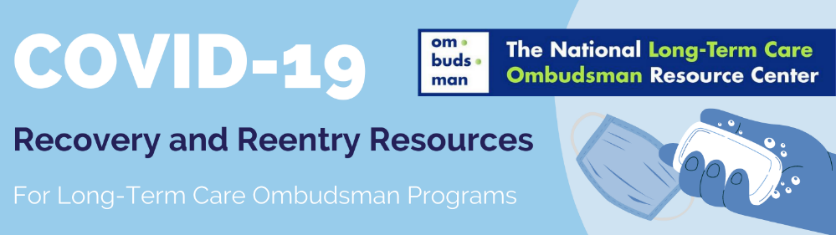 COVID-19
om
buds
man
The National Long-Term Care
Ombudsman Resource Center
Recovery and Reentry Resources
For Long-Term Care Ombudsman Programs